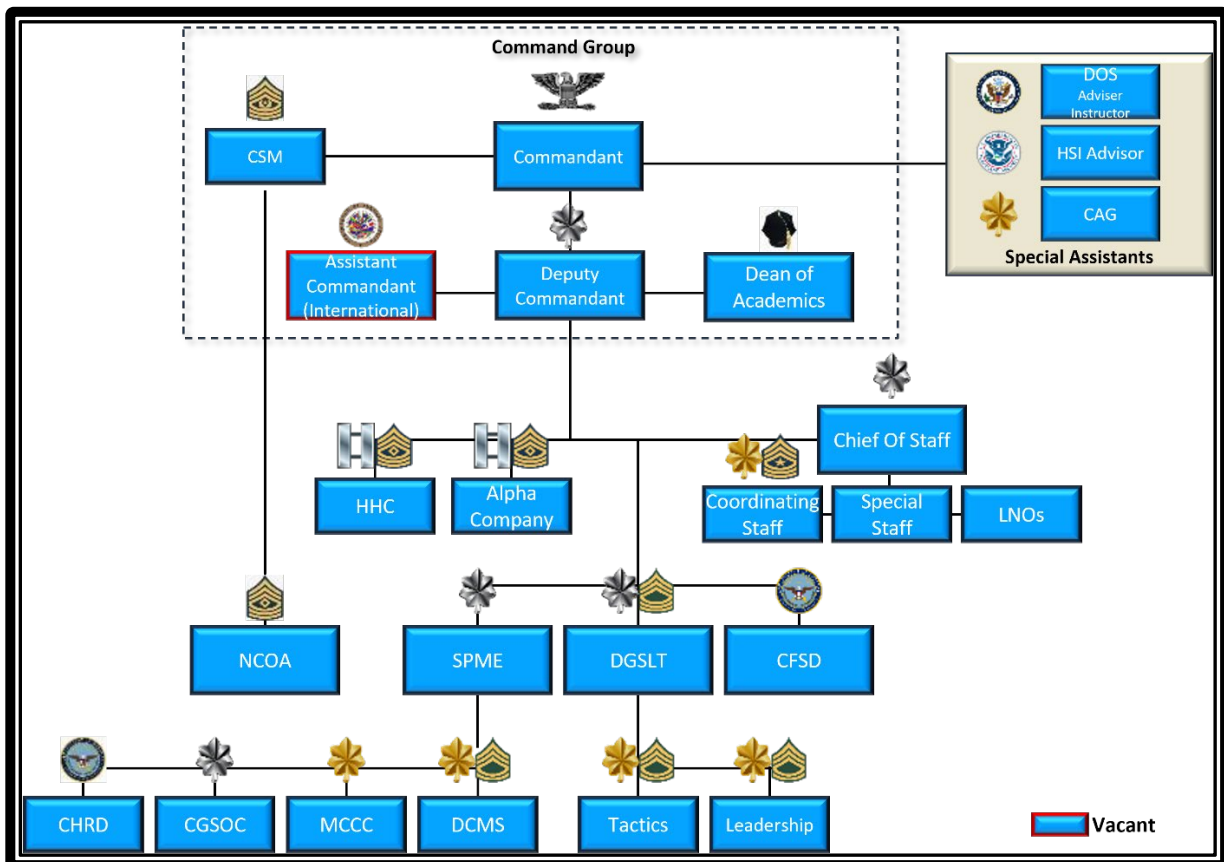 Command Group
CSM
Commandant
DOS
Adviser
Instructor
HSI Advisor
CAG
Special Assistants
Assistant
Commandant
(International)
Deputy
Commandant
Dean of
Academics
Chief Of Staff
HHC
Alpha
Company
Coordinating
Staff
Special
Staff
LNOs
NCOA
SPME
DGSLT
CFSD
CHRD
CGSOC
MCCC
DCMS
Tactics
Leadership
Vacant